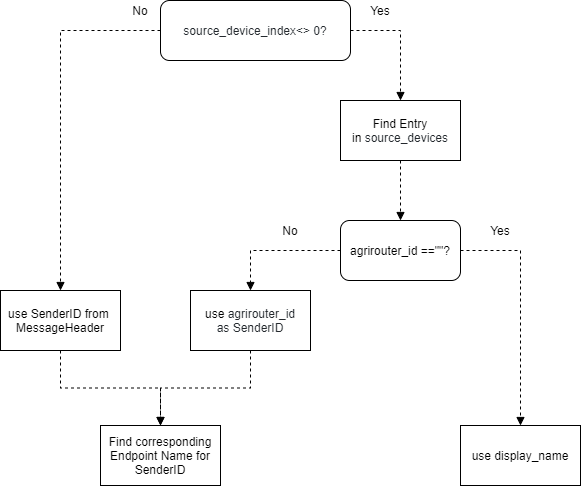 No
Yes
source_device_index<> 0?
Find Entry
in source_devices
No
Yes
agrirouter_id ==""?
use SenderID from
MessageHeader
use agrirouter_id
as SenderID
Find corresponding
Endpoint Name for
SenderID
use display_name